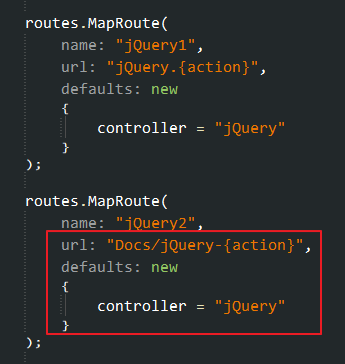 routes.MapRoute(
name: "jQuery1",
url: "jQuery.{action}",
defaults: new
{
controller = "jQuery"
}
);
routes.MapRoute(
name: "jQuery2",
url: "Docs/jQuery-{action}",
defaults: new
{
controller = "jQuery"
}
);